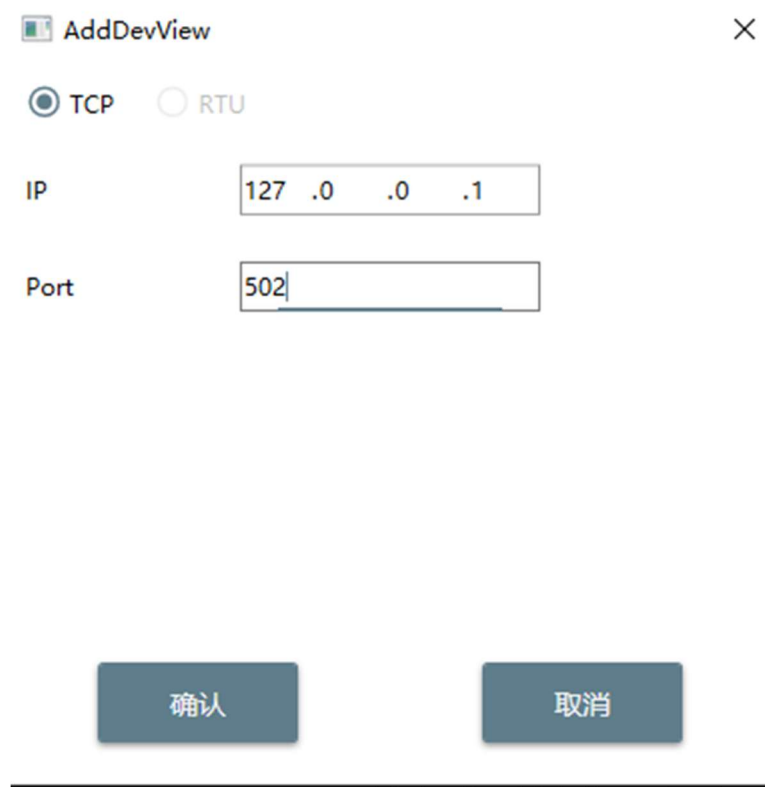 AddDevView
TCP RTU
IP 127 .0 .0 .1
Port 502
确认 取消